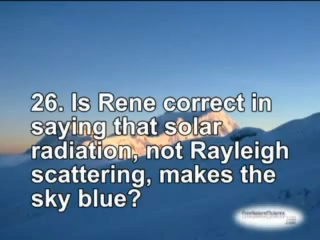 26. Is Rene correct in
saying that solar
radiation, not Rayleigh
scattering, makes the
sky blue?